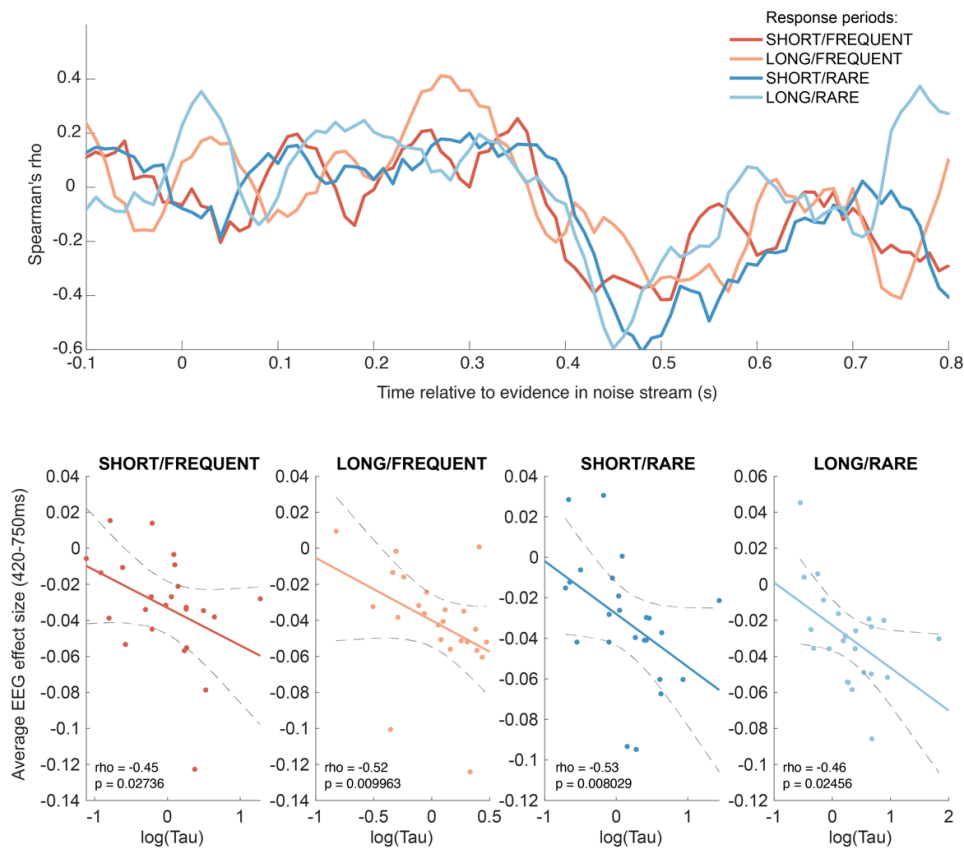 Response periods:
SHORT/FREQUENT
LONG/FREQUENT
SHORT/RARE
LONG/RARE
Spearman's rho
0.4
0.2
0
-0.2
-0.4
-0.6
-0.1 0 0.1 0.2 0.3 0.4 0.5 0.6 0.7 0.8
Time relative to evidence in noise stream (s)
Average EEG effect size (420-750ms)
SHORT/FREQUENT
0.04
0.02
0
-0.02
-0.04
-0.06
-0.08
-0.1
-0.12
-0.14
rho = -0.45
p = 0.02736
-1 0 1
log(Tau)
LONG/FREQUENT
0.04
0.02
0
-0.02
-0.04
-0.06
-0.08
-0.1
-0.12
-0.14
rho = -0.52
p = 0.009963
-1 -0.5 0 0.5
log(Tau)
SHORT/RARE
0.04
0.02
0
-0.02
-0.04
-0.06
-0.08
-0.1
-0.12
rho = -0.53
p = 0.008029
-1 0 1
log(Tau)
LONG/RARE
0.06
0.04
0.02
0
-0.02
-0.04
-0.06
-0.08
-0.1
-0.12
rho = -0.46
p = 0.02456
-1 0 1 2
log(Tau)